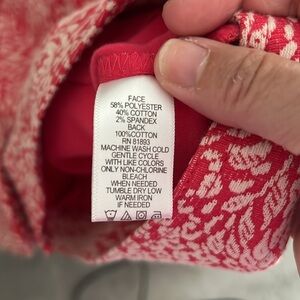 FACE
58% POLYESTER
40% COTTON
2% SPANDEX
BACK
100%COTTON
RN 81893
MACHINE WASH COLD
GENTLE CYCLE
WITH LIKE COLORS
ONLY NON-CHLORINE
BLEACH
WHEN NEEDED
TUMBLE DRY LOW
WARM IRON
IF NEEDED